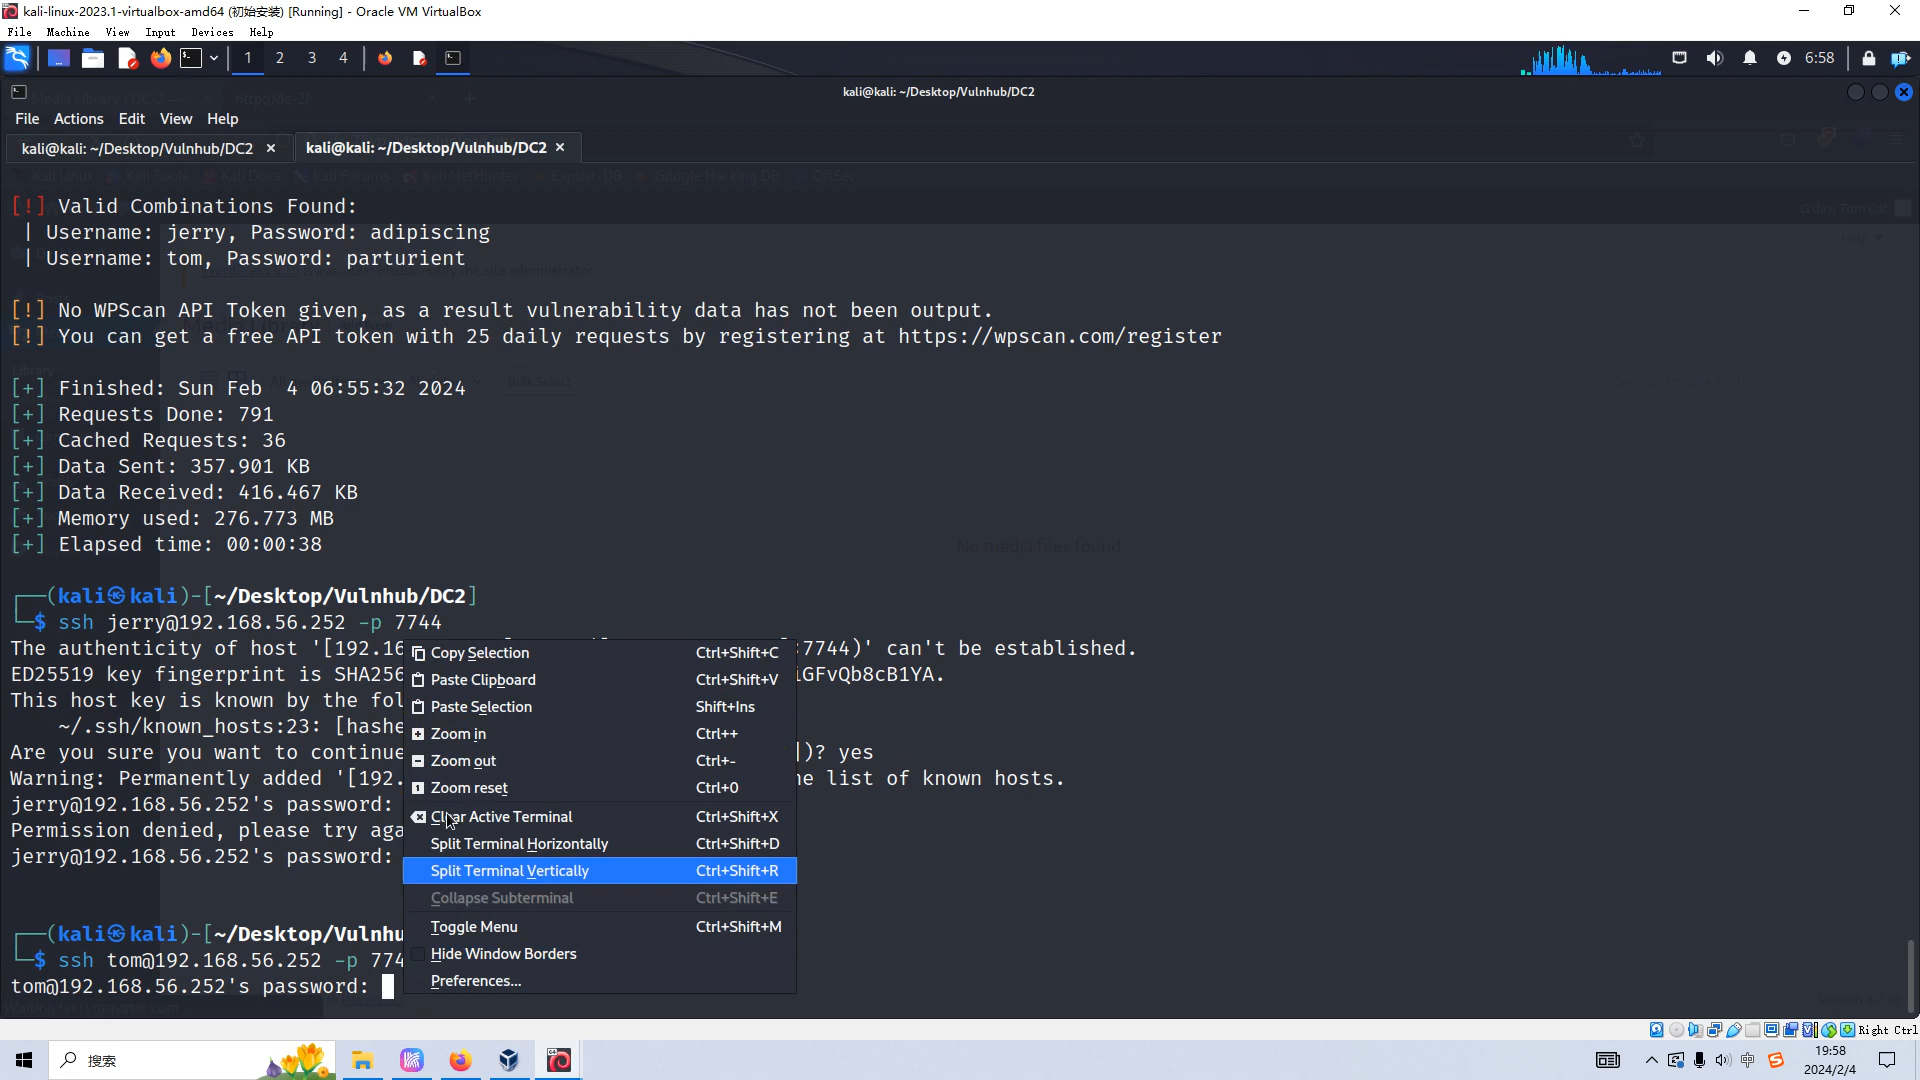 kali-linux-2023.1-virtualbox-amd64 (初始安装) [Running] - Oracle VM VirtualBox
File Machine View Input Devices Help
1 2 3 4 6:58
kali@kali: ~/Desktop/Vulnhub/DC2
File Actions Edit View Help
kali@kali: ~/Desktop/Vulnhub/DC2 × kali@kali: ~/Desktop/Vulnhub/DC2 ×
[!] Valid Combinations Found:
| Username: jerry, Password: adipiscing
| Username: tom, Password: parturient
[!] No WPScan API Token given, as a result vulnerability data has not been output.
[!] You can get a free API token with 25 daily requests by registering at https://wpscan.com/register
[+] Finished: Sun Feb  4 06:55:32 2024
[+] Requests Done: 791
[+] Cached Requests: 36
[+] Data Sent: 357.901 KB
[+] Data Received: 416.467 KB
[+] Memory used: 276.773 MB
[+] Elapsed time: 00:00:38
No media files found.
┌──(kali㉿kali)-[~/Desktop/Vulnhub/DC2]
└─$ ssh jerry@192.168.56.252 -p 7744
The authenticity of host '[192.16 :7744)' can't be established.
ED25519 key fingerprint is SHA256 iGFvQb8cB1YA.
This host key is known by the fol
~/.ssh/known_hosts:23: [hashe
Are you sure you want to continue ])? yes
Warning: Permanently added '[192. he list of known hosts.
jerry@192.168.56.252's password:
Permission denied, please try aga
jerry@192.168.56.252's password:
┌──(kali㉿kali)-[~/Desktop/Vulnhu
└─$ ssh tom@192.168.56.252 -p 774
tom@192.168.56.252's password:
Copy Selection Ctrl+Shift+C
Paste Clipboard Ctrl+Shift+V
Paste Selection Shift+Ins
Zoom in Ctrl++
Zoom out Ctrl+-
Zoom reset Ctrl+0
Clear Active Terminal Ctrl+Shift+X
Split Terminal Horizontally Ctrl+Shift+D
Split Terminal Vertically Ctrl+Shift+R
Collapse Subterminal Ctrl+Shift+E
Toggle Menu Ctrl+Shift+M
Hide Window Borders
Preferences...
Right Ctrl
搜索
中
19:58
2024/2/4